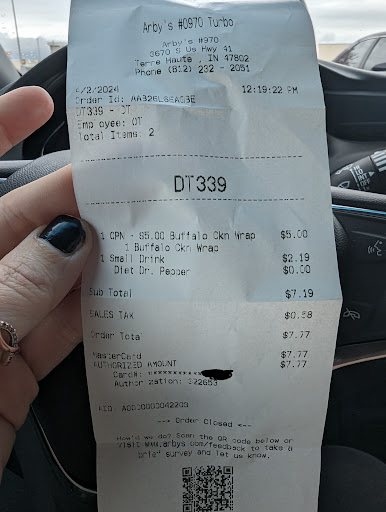 Arby's #0970 Turbo
Arby's #970
3670 S Us Hwy 41
Terre Haute , IN 47802
Phone (812) 232 - 2051
/2/2024 12:19:22 PM
Order Id:
DT339 - DT
Employee: OT
Total Items: 2
DT339
1 CPN - $5.00 Buffalo Ckn Wrap $5.00
1 Buffalo Ckn Wrap
1 Small Drink $2.19
Diet Dr. Pepper $0.00
Sub Total $7.19
SALES TAX $0.58
Order Total $7.77
MasterCard $7.77
AUTHORIZED AMOUNT $7.77
Card#:
Authorization:
--> Order Closed <--
How'd we do? Scan the QR code below or
visit www.arbys.com/feedback to take a
brief survey and let us know.